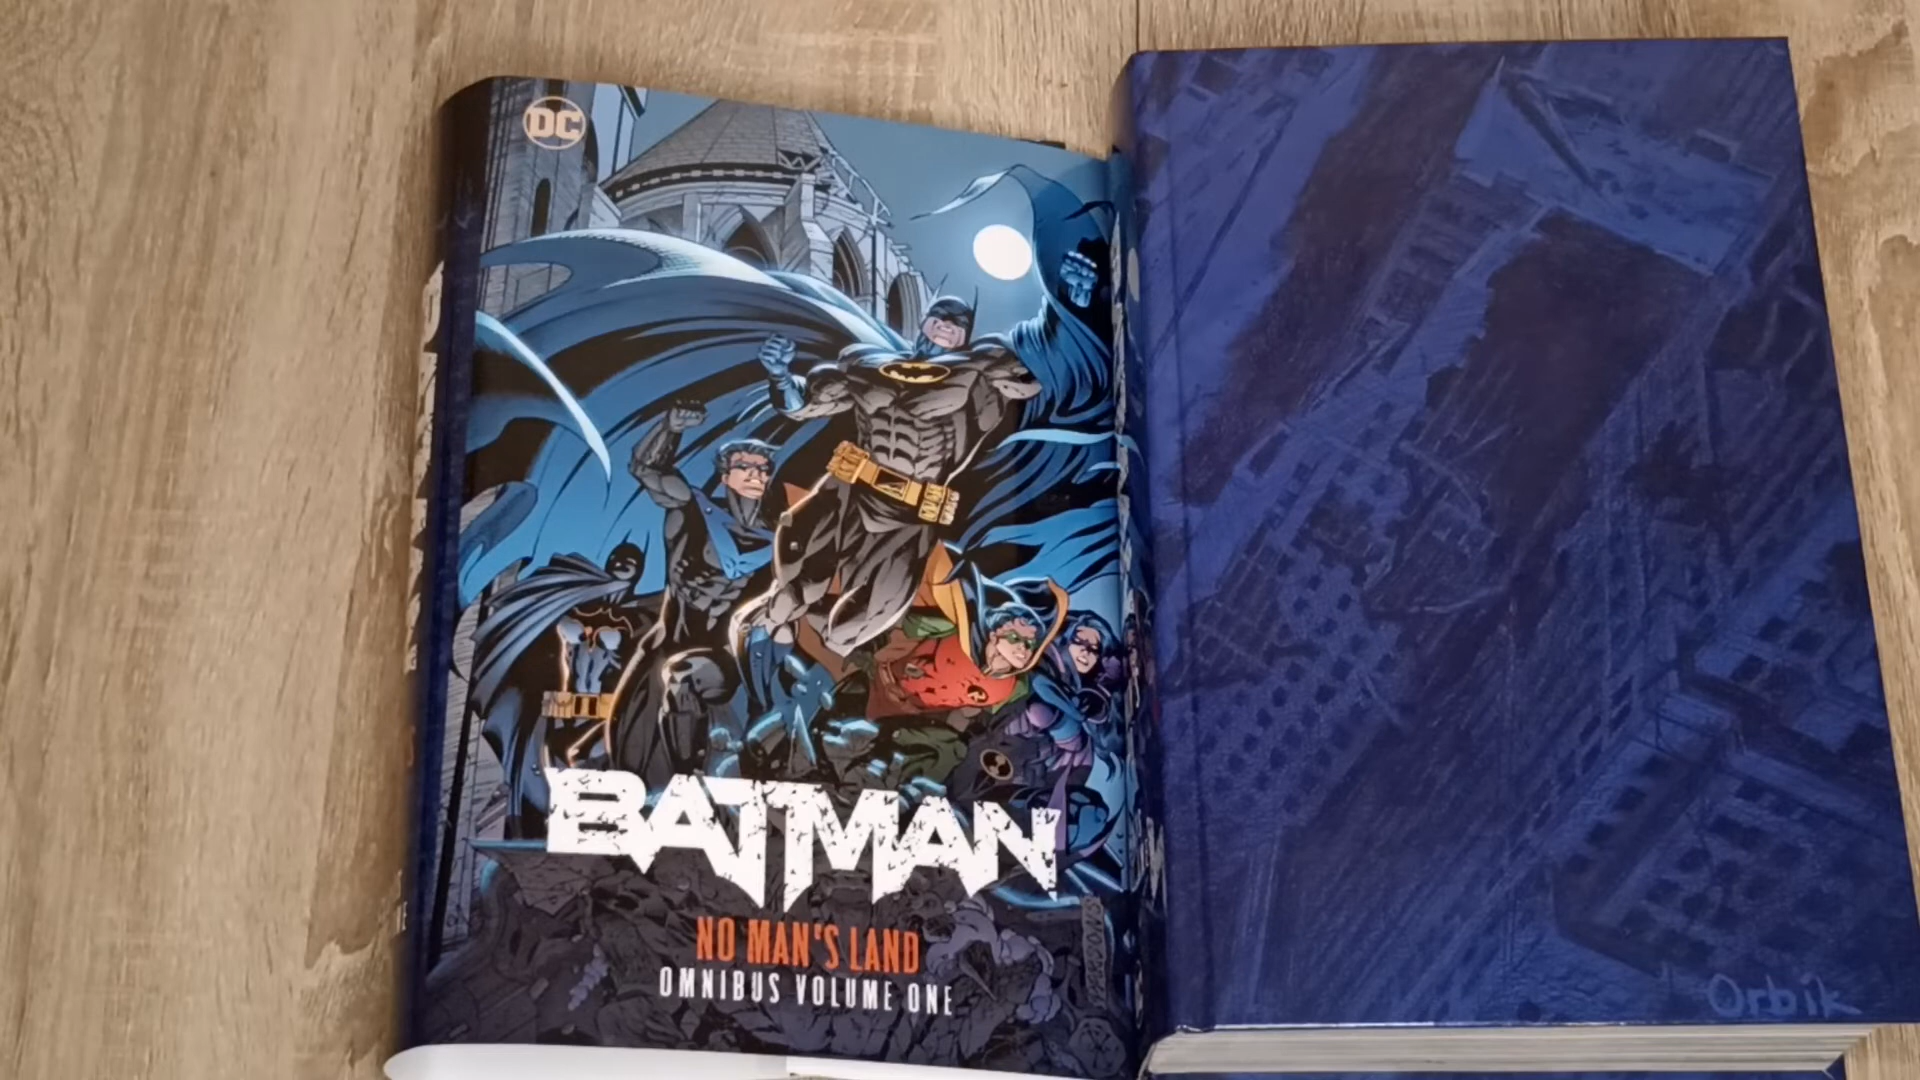 DC
BATMAN
NO MAN'S LAND
OMNIBUS VOLUME ONE
Orbik